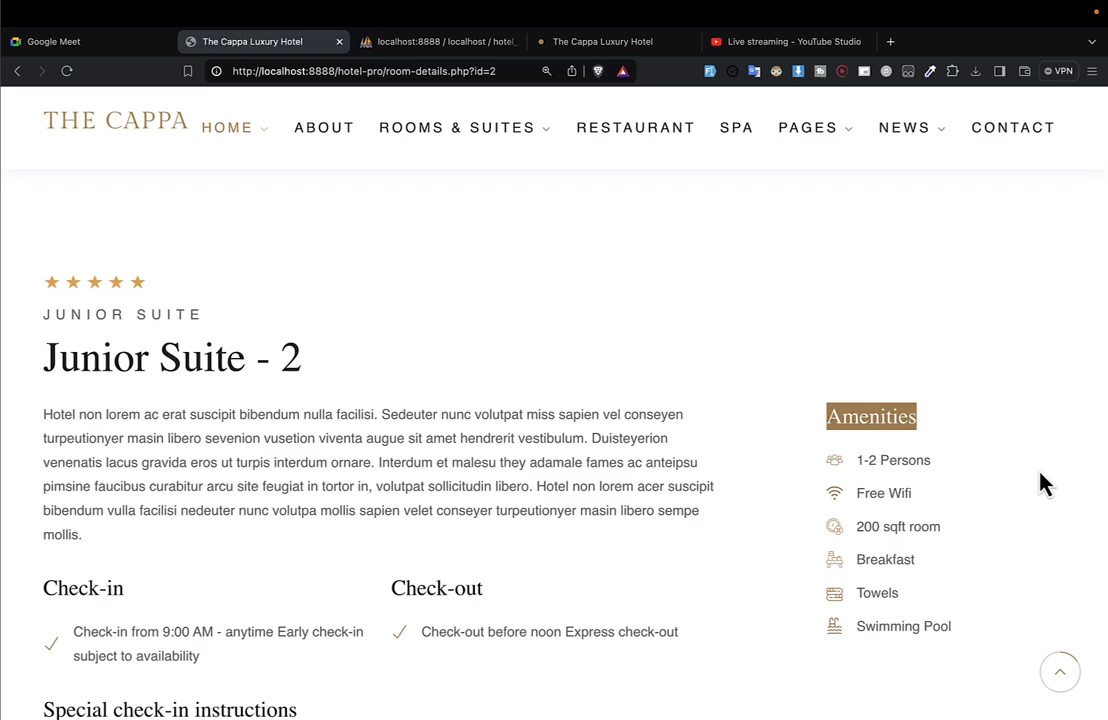 Google Meet
The Cappa Luxury Hotel
localhost:8888 / localhost / hotel_
The Cappa Luxury Hotel
Live streaming - YouTube Studio
http://localhost:8888/hotel-pro/room-details.php?id=2
VPN
THE CAPPA
HOME
ABOUT
ROOMS & SUITES
RESTAURANT
SPA
PAGES
NEWS
CONTACT
JUNIOR SUITE
Junior Suite - 2
Hotel non lorem ac erat suscipit bibendum nulla facilisi. Sedeuter nunc volutpat miss sapien vel conseyen
turpeutionyer masin libero sevenion vusetion viventa augue sit amet hendrerit vestibulum. Duisteyerion
venenatis lacus gravida eros ut turpis interdum ornare. Interdum et malesu they adamale fames ac anteipsu
pimsine faucibus curabitur arcu site feugiat in tortor in, volutpat sollicitudin libero. Hotel non lorem acer suscipit
bibendum vulla facilisi nedeuter nunc volutpa mollis sapien velet conseyer turpeutionyer masin libero sempe
mollis.
Amenities
1-2 Persons
Free Wifi
200 sqft room
Breakfast
Towels
Swimming Pool
Check-in
Check-in from 9:00 AM - anytime Early check-in
subject to availability
Check-out
Check-out before noon Express check-out
Special check-in instructions